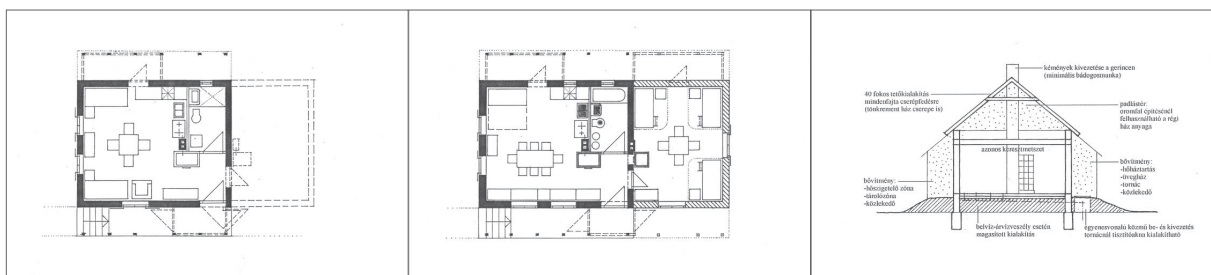 kémények kivezetése a gerincen
(minimális bádogosmunka)
40 fokos tetőkialakítás
mindenfajta cserépfedésre
(tönkrement ház cserepe is)
padlástér:
oromfal építésénél
felhasználható a régi
ház anyaga
azonos keresztmetszet
bővítmény:
-hőszigetelő zóna
-tárolózóna
-közlekedő
bővítmény:
-hőháztartás
-üvegház
-tornác
-közlekedő
belvíz-árvízveszély esetén
magasított kialakítás
egyenesvonalú közmű be- és kivezetés
tornácnál tisztítóakna kialakítható